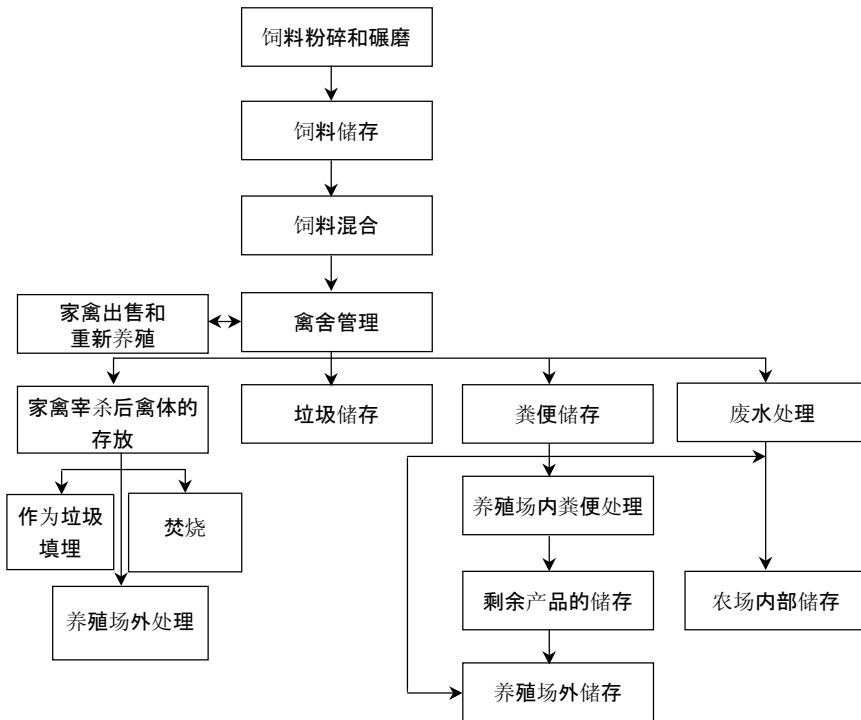 饲料粉碎和碾磨
饲料储存
饲料混合
家禽出售和
重新养殖
禽舍管理
家禽宰杀后禽体的
存放
垃圾储存
粪便储存
废水处理
作为垃圾
填埋
焚烧
养殖场内粪便处理
养殖场外处理
剩余产品的储存
农场内部储存
养殖场外储存